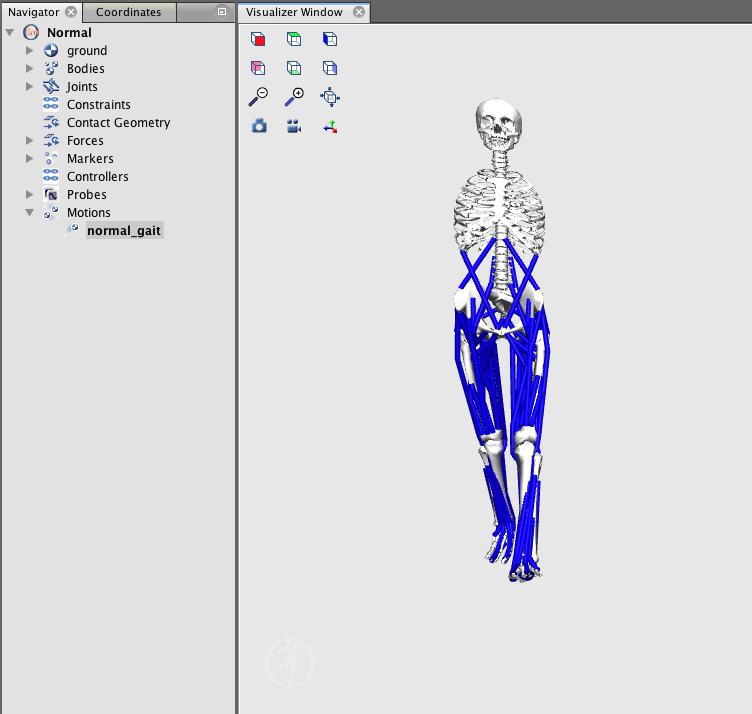 Navigator
Coordinates
Visualizer Window
Normal
ground
Bodies
Joints
Constraints
Contact Geometry
Forces
Markers
Controllers
Probes
Motions
normal_gait